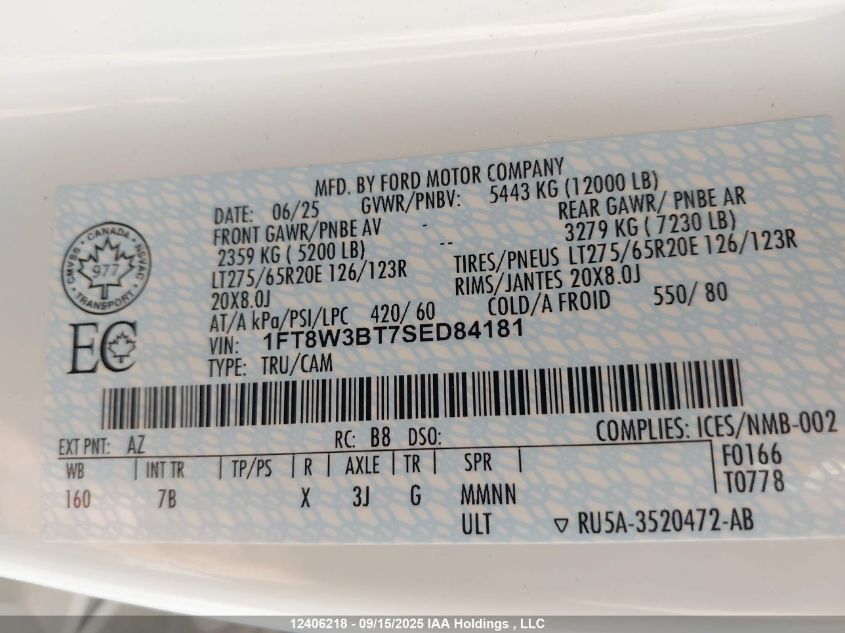 MFD. BY FORD MOTOR COMPANY
DATE: 06/25 GVWR/PNBV: 5443 KG (12000 LB)
FRONT GAWR/PNBE AV - REAR GAWR/ PNBE AR
2359 KG ( 5200 LB) -- 3279 KG ( 7230 LB)
LT275/65R20E 126/123R TIRES/PNEUS LT275/65R20E 126/123R
20X8.0J RIMS/JANTES 20X8.0J
AT/A kPa/PSI/LPC 420/ 60 COLD/A FROID 550/ 80
VIN: 1FT8W3BT7SED84181
TYPE: TRU/CAM
CANADA
CMVSS NSVAC
977
TRANSPORT
EC
EXT PNT: AZ RC: B8 DSO: COMPLIES: ICES/NMB-002
WB INT TR TP/PS R AXLE TR SPR F0166
160 7B X 3J G MMNN T0778
ULT ▽ RU5A-3520472-AB
12406218 - 09/15/2025 IAA Holdings , LLC